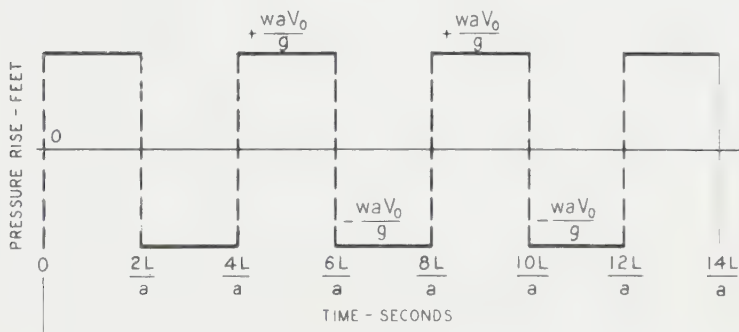 + waV₀/g + waV₀/g
PRESSURE RISE - FEET
0
- waV₀/g - waV₀/g
0 2L/a 4L/a 6L/a 8L/a 10L/a 12L/a 14L/a
TIME - SECONDS